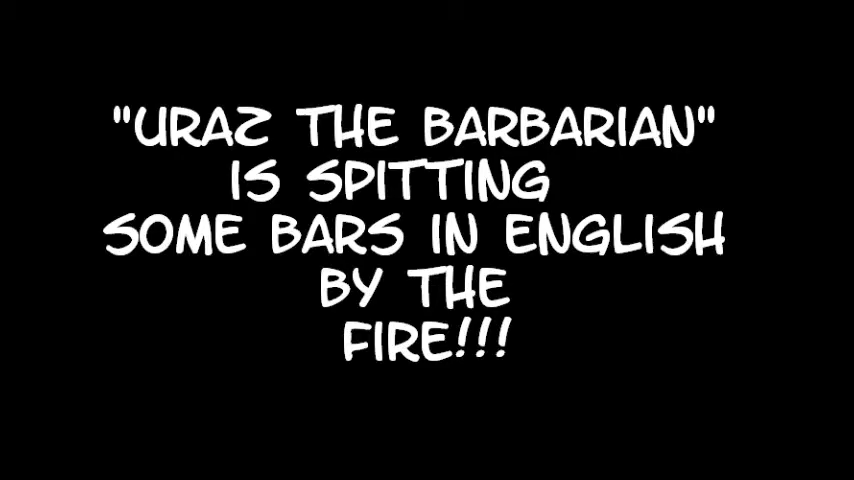 "URAZ THE BARBARIAN"
IS SPITTING
SOME BARS IN ENGLISH
BY THE
FIRE!!!